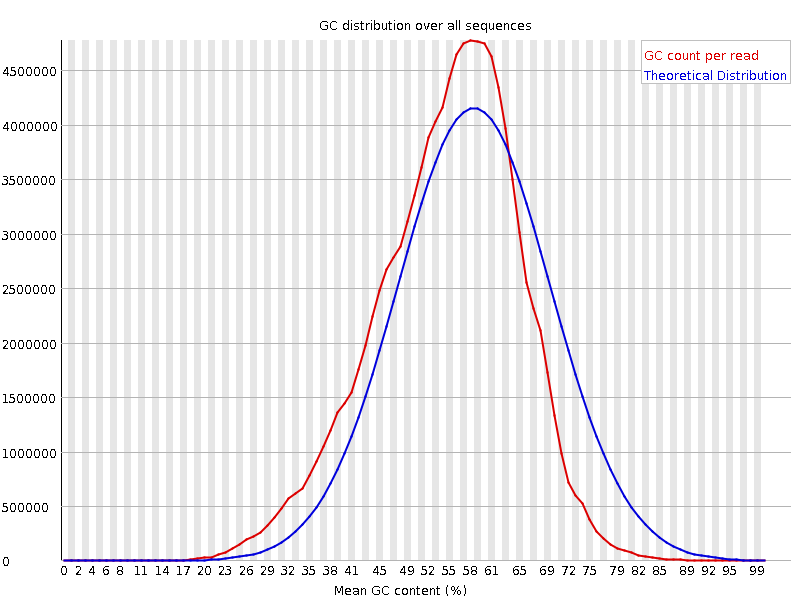 GC distribution over all sequences
GC count per read
Theoretical Distribution
4500000
4000000
3500000
3000000
2500000
2000000
1500000
1000000
500000
0
0 2 4 6 8 11 14 17 20 23 26 29 32 35 38 41 45 49 52 55 58 61 65 69 72 75 79 82 85 89 92 95 99
Mean GC content (%)